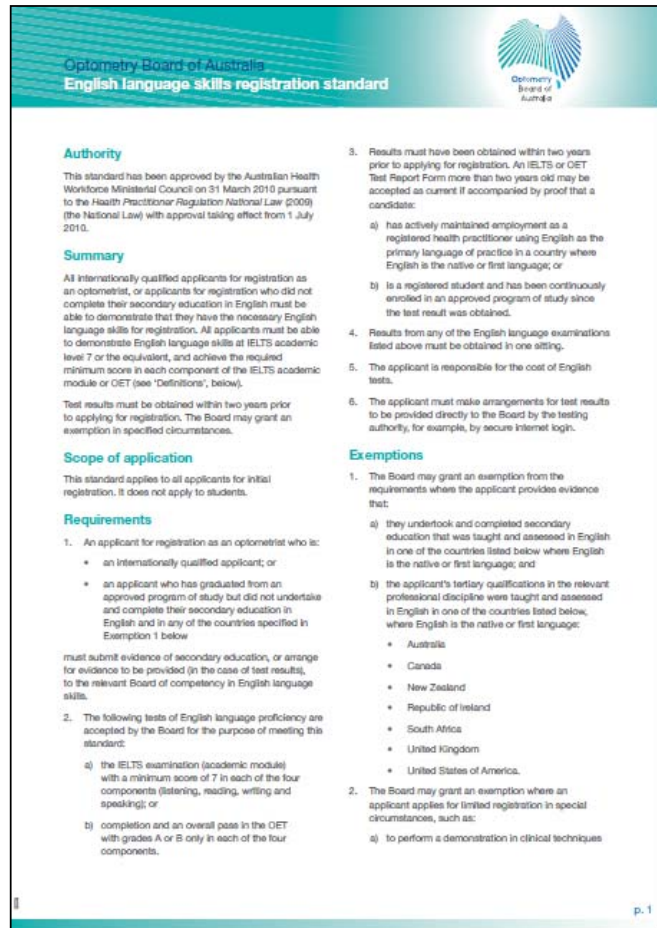 Optometry Board of Australia
English language skills registration standard
Optometry
Board of
Australia
Authority
This standard has been approved by the Australian Health
Workforce Ministerial Council on 31 March 2010 pursuant
to the Health Practitioner Regulation National Law (2009)
(the National Law) with approval taking effect from 1 July
2010.
Summary
All internationally qualified applicants for registration as
an optometrist, or applicants for registration who did not
complete their secondary education in English must be
able to demonstrate that they have the necessary English
language skills for registration. All applicants must be able
to demonstrate English language skills at IELTS academic
level 7 or the equivalent, and achieve the required
minimum score in each component of the IELTS academic
module or OET (see ‘Definitions’, below).
Test results must be obtained within two years prior
to applying for registration. The Board may grant an
exemption in specified circumstances.
Scope of application
This standard applies to all applicants for initial
registration. It does not apply to students.
Requirements
1. An applicant for registration as an optometrist who is:
• an internationally qualified applicant; or
• an applicant who has graduated from an
approved program of study but did not undertake
and complete their secondary education in
English and in any of the countries specified in
Exemption 1 below
must submit evidence of secondary education, or arrange
for evidence to be provided (in the case of test results),
to the relevant Board of competency in English language
skills.
2. The following tests of English language proficiency are
accepted by the Board for the purpose of meeting this
standard:
a) the IELTS examination (academic module)
with a minimum score of 7 in each of the four
components (listening, reading, writing and
speaking); or
b) completion and an overall pass in the OET
with grades A or B only in each of the four
components.
3. Results must have been obtained within two years
prior to applying for registration. An IELTS or OET
Test Report Form more than two years old may be
accepted as current if accompanied by proof that a
candidate:
a) has actively maintained employment as a
registered health practitioner using English as the
primary language of practice in a country where
English is the native or first language; or
b) is a registered student and has been continuously
enrolled in an approved program of study since
the test result was obtained.
4. Results from any of the English language examinations
listed above must be obtained in one sitting.
5. The applicant is responsible for the cost of English
tests.
6. The applicant must make arrangements for test results
to be provided directly to the Board by the testing
authority, for example, by secure internet login.
Exemptions
1. The Board may grant an exemption from the
requirements where the applicant provides evidence
that:
a) they undertook and completed secondary
education that was taught and assessed in English
in one of the countries listed below where English
is the native or first language; and
b) the applicant’s tertiary qualifications in the relevant
professional discipline were taught and assessed
in English in one of the countries listed below,
where English is the native or first language:
• Australia
• Canada
• New Zealand
• Republic of Ireland
• South Africa
• United Kingdom
• United States of America.
2. The Board may grant an exemption where an
applicant applies for limited registration in special
circumstances, such as:
a) to perform a demonstration in clinical techniques
p. 1